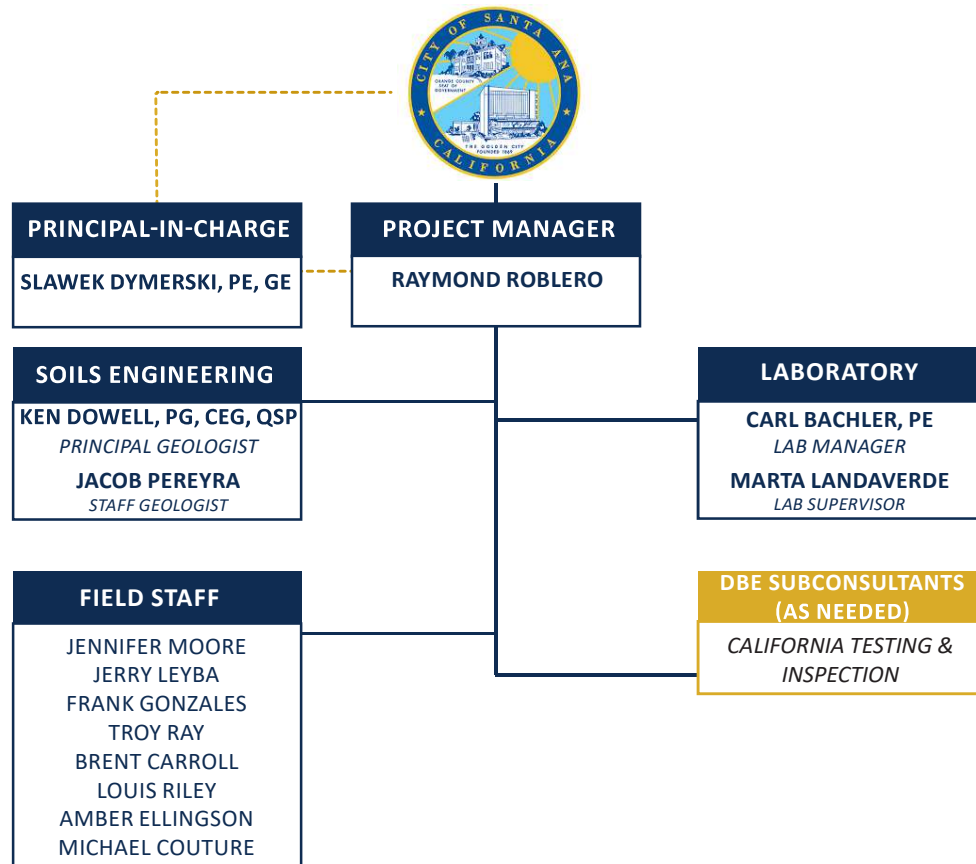 CITY OF SANTA ANA
ORANGE COUNTY
SEAT OF
GOVERNMENT
THE GOLDEN CITY
FOUNDED 1869
CALIFORNIA
PRINCIPAL-IN-CHARGE
SLAWEK DYMERSKI, PE, GE
PROJECT MANAGER
RAYMOND ROBLERO
SOILS ENGINEERING
KEN DOWELL, PG, CEG, QSP
PRINCIPAL GEOLOGIST
JACOB PEREYRA
STAFF GEOLOGIST
LABORATORY
CARL BACHLER, PE
LAB MANAGER
MARTA LANDAVERDE
LAB SUPERVISOR
FIELD STAFF
JENNIFER MOORE
JERRY LEYBA
FRANK GONZALES
TROY RAY
BRENT CARROLL
LOUIS RILEY
AMBER ELLINGSON
MICHAEL COUTURE
DBE SUBCONSULTANTS
(AS NEEDED)
CALIFORNIA TESTING &
INSPECTION